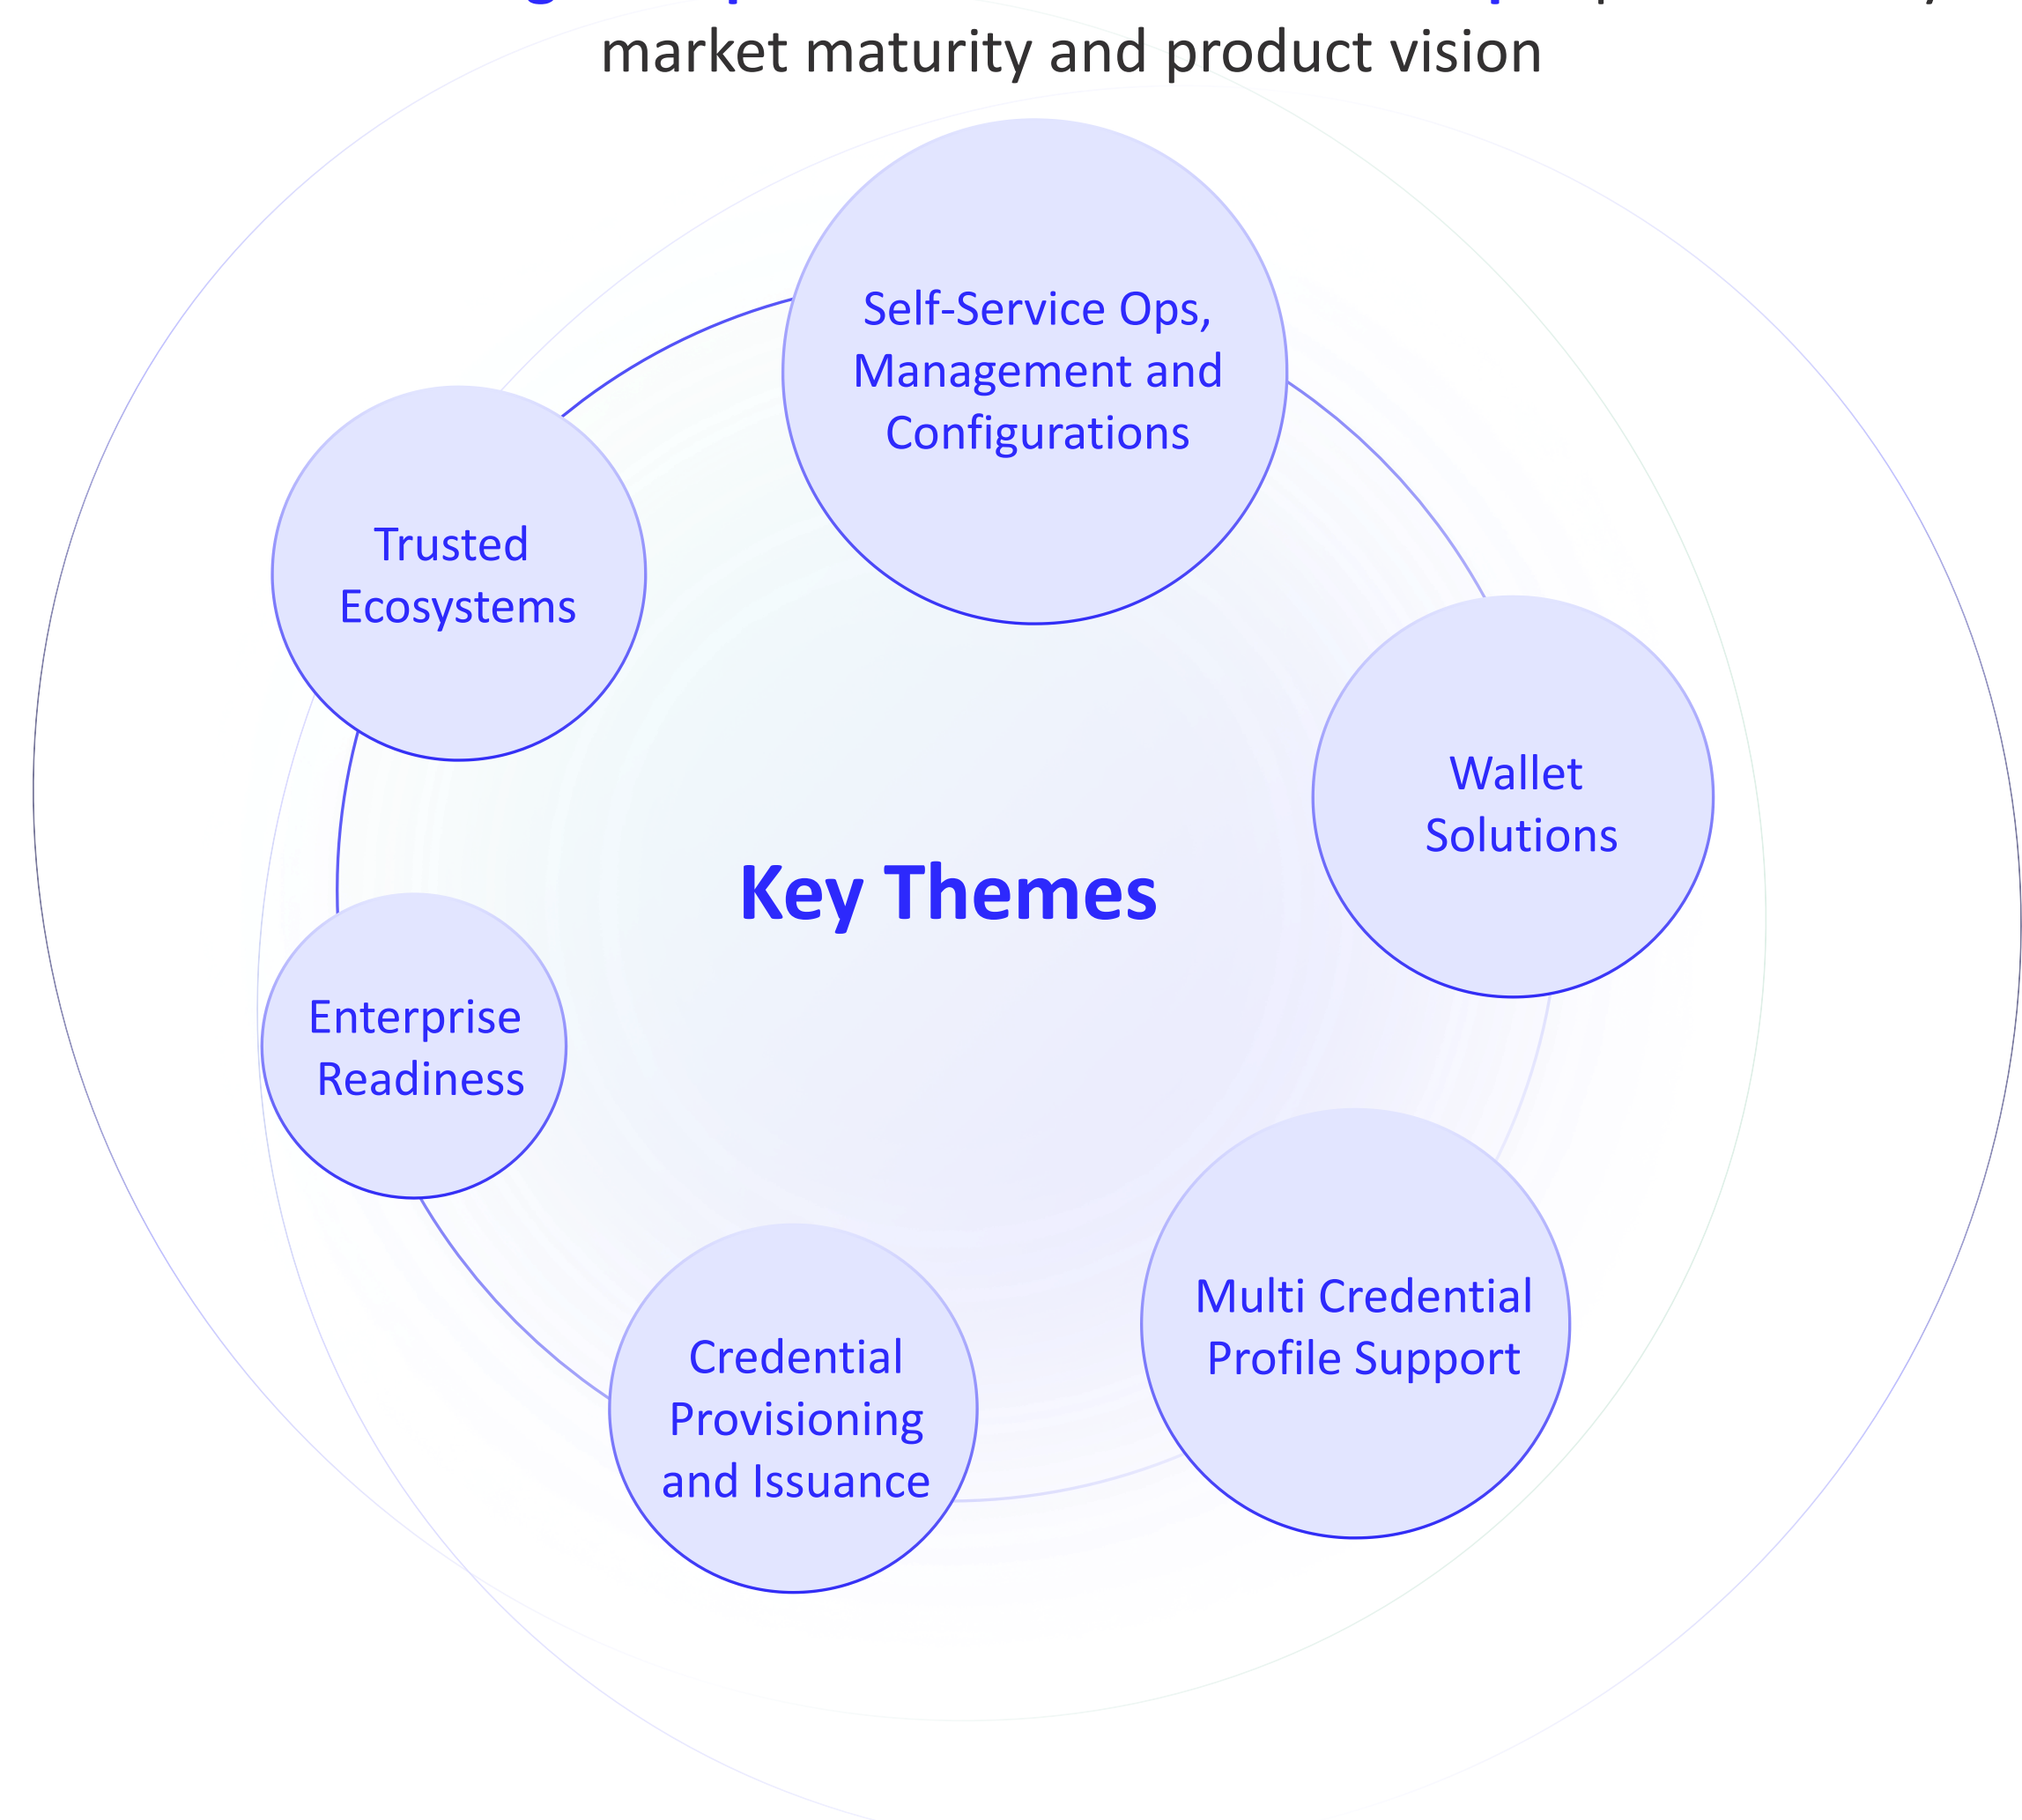 market maturity and product vision
Self-Service Ops,
Management and
Configurations
Trusted
Ecosystems
Wallet
Solutions
Key Themes
Enterprise
Readiness
Multi Credential
Profile Support
Credential
Provisioning
and Issuance